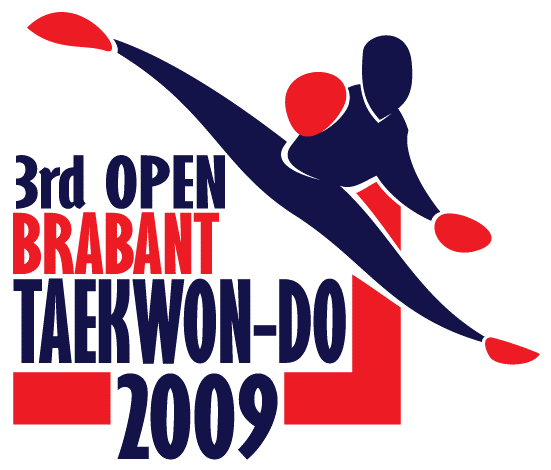 3rd OPEN
BRABANT
TAEKWON-DO
2009